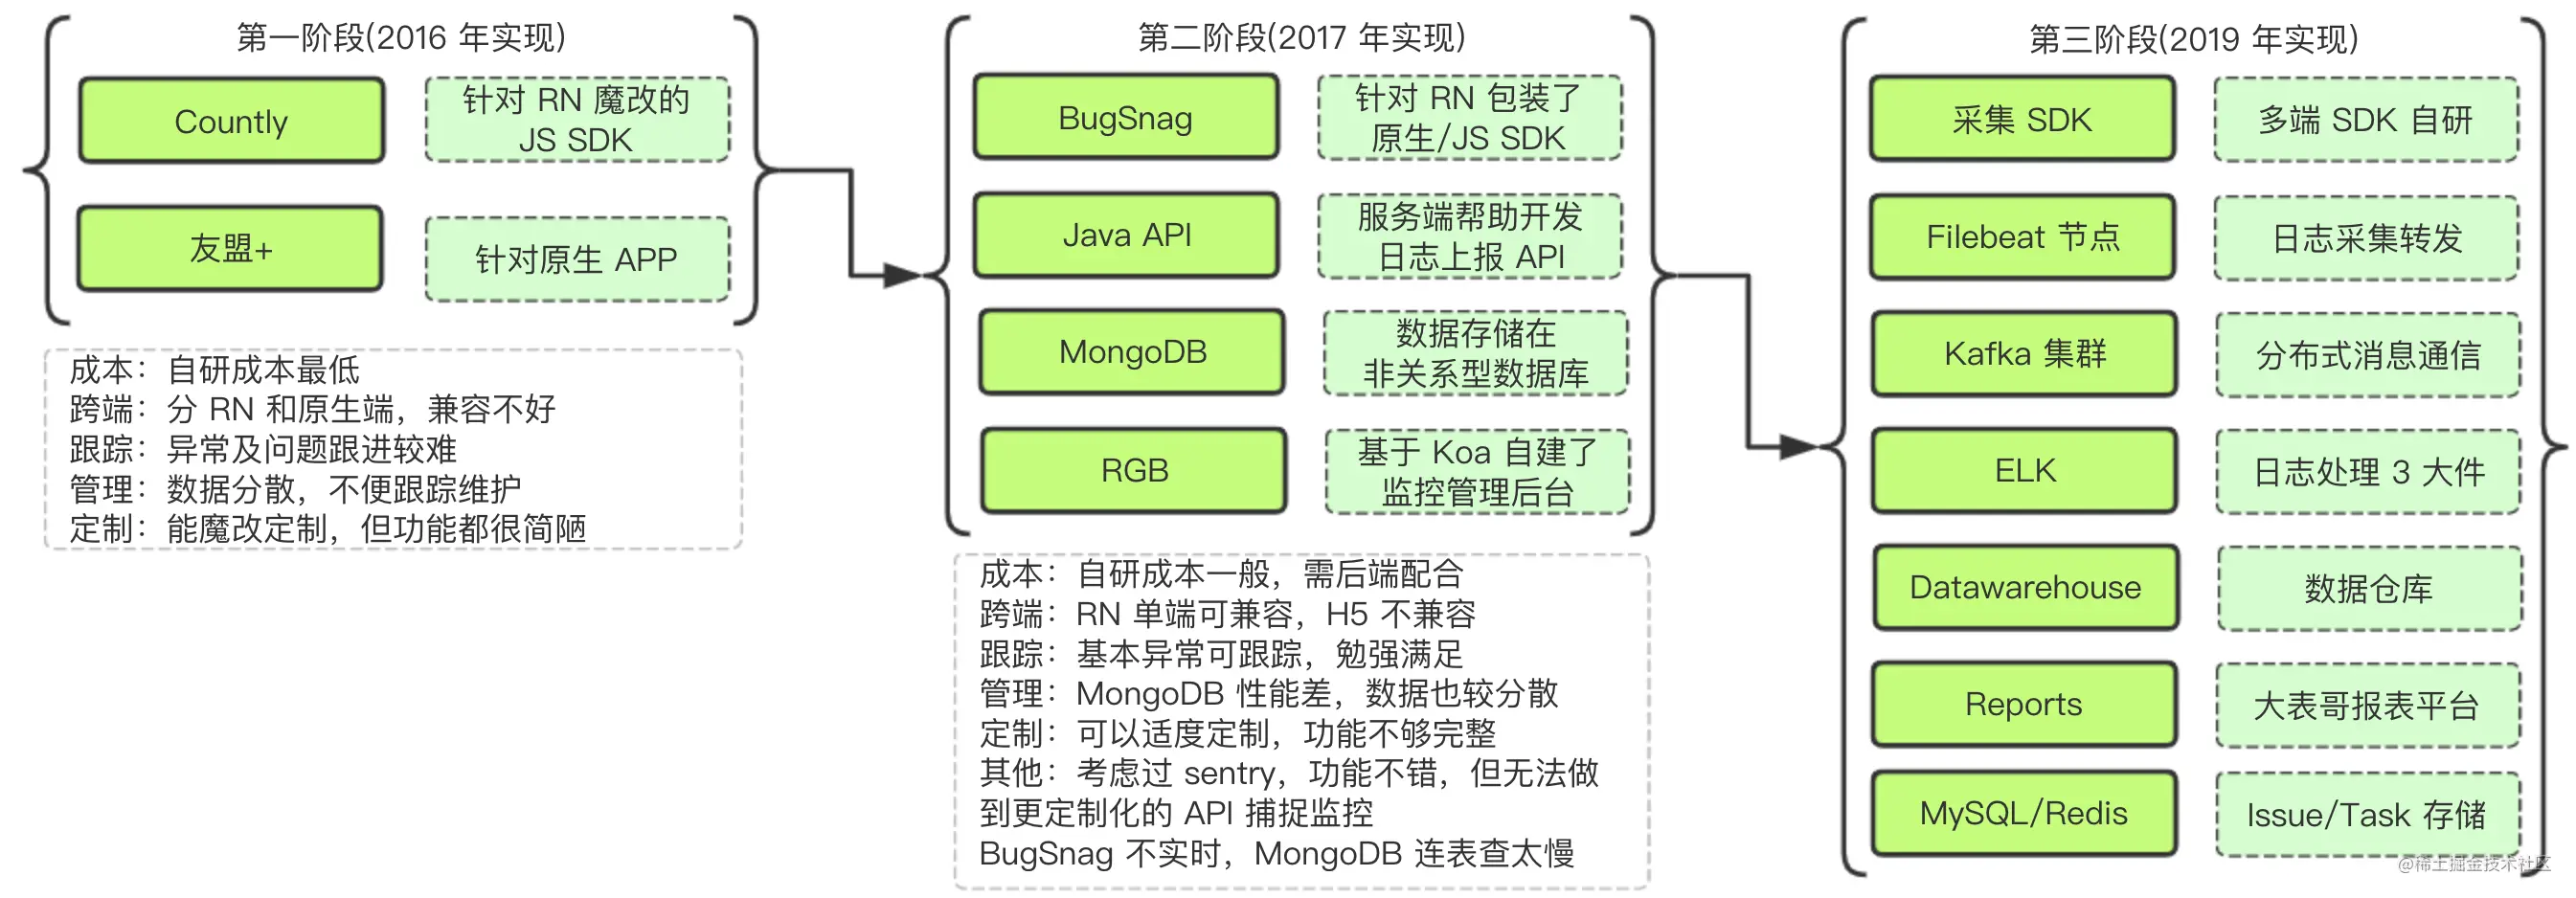 第一阶段(2016 年实现)
Countly
针对 RN 魔改的
JS SDK
友盟+
针对原生 APP
成本：自研成本最低
跨端：分 RN 和原生端，兼容不好
跟踪：异常及问题跟进较难
管理：数据分散，不便跟踪维护
定制：能魔改定制，但功能都很简陋
第二阶段(2017 年实现)
BugSnag
针对 RN 包装了
原生/JS SDK
Java API
服务端帮助开发
日志上报 API
MongoDB
数据存储在
非关系型数据库
RGB
基于 Koa 自建了
监控管理后台
成本：自研成本一般，需后端配合
跨端：RN 单端可兼容，H5 不兼容
跟踪：基本异常可跟踪，勉强满足
管理：MongoDB 性能差，数据也较分散
定制：可以适度定制，功能不够完整
其他：考虑过 sentry，功能不错，但无法做
到更定制化的 API 捕捉监控
BugSnag 不实时，MongoDB 连表查太慢
第三阶段(2019 年实现)
采集 SDK
多端 SDK 自研
Filebeat 节点
日志采集转发
Kafka 集群
分布式消息通信
ELK
日志处理 3 大件
Datawarehouse
数据仓库
Reports
大表哥报表平台
MySQL/Redis
Issue/Task 存储
@稀土掘金技术社区